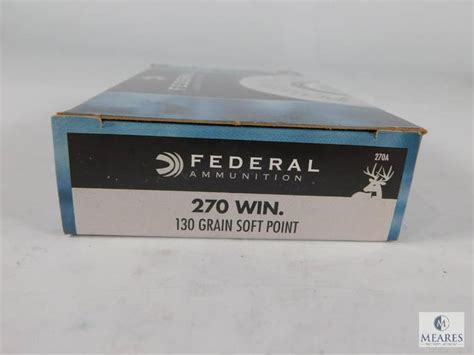 FEDERAL
AMMUNITION
270A
270 WIN.
130 GRAIN SOFT POINT
M
MEARES